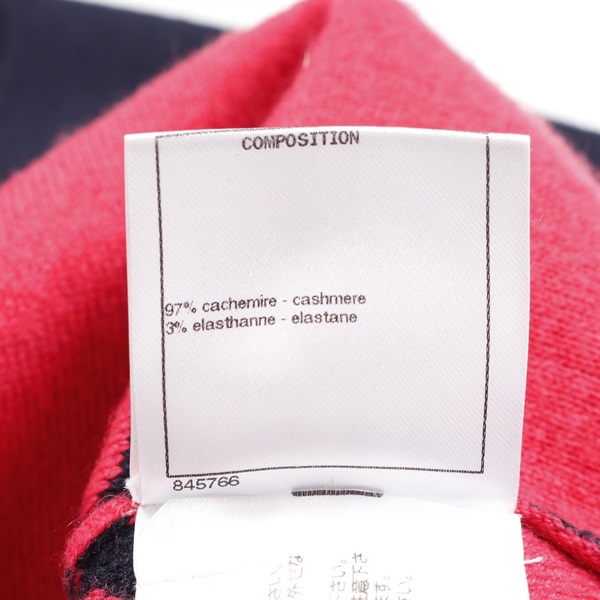 COMPOSITION
97% cachemire - cashmere
3% elasthanne - elastane
845766